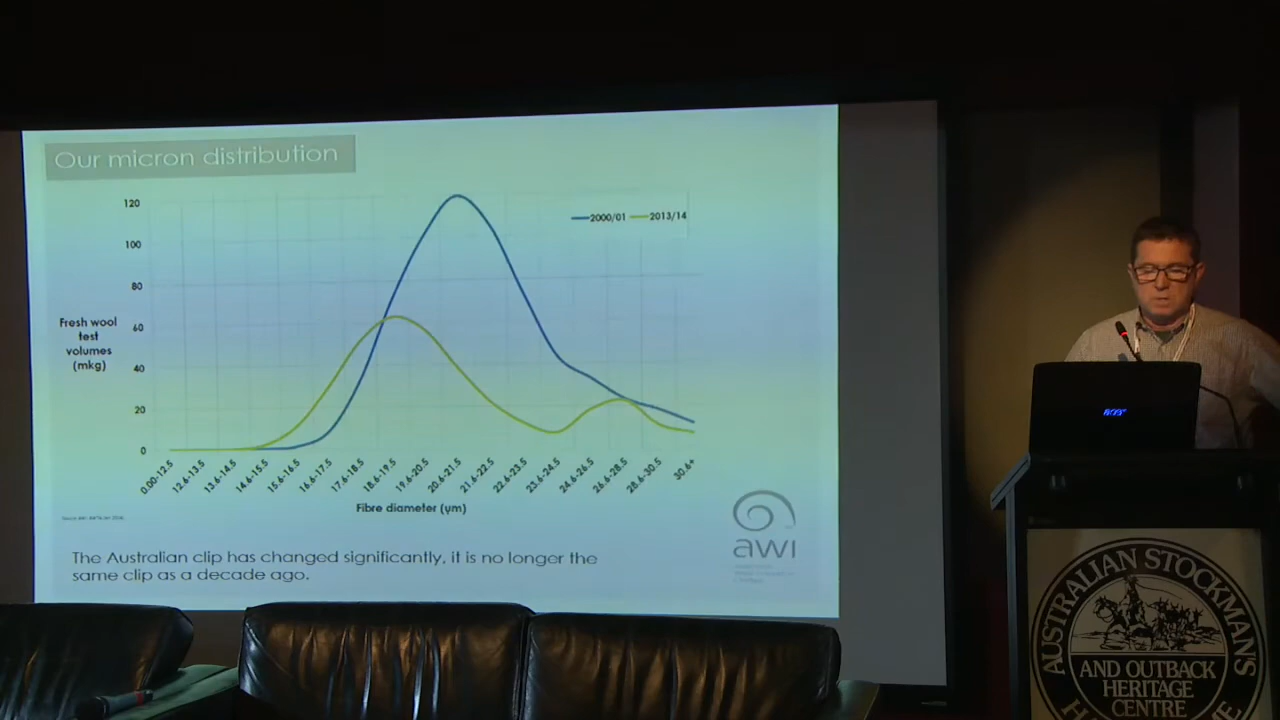 Our micron distribution
120
100
80
60
40
20
0
Fresh wool
test
volumes
(mkg)
2000/01
2013/14
0.00-12.5
12.6-13.5
13.6-14.5
14.6-15.5
15.6-16.5
16.6-17.5
17.6-18.5
18.6-19.5
19.6-20.5
20.6-21.5
21.6-22.5
22.6-23.5
23.6-24.5
24.6-26.5
26.6-28.5
28.6-30.5
30.6+
Fibre diameter (µm)
The Australian clip has changed significantly, it is no longer the
same clip as a decade ago.
awi
acer
AUSTRALIAN STOCKMANS
AND OUTBACK
HERITAGE
CENTRE